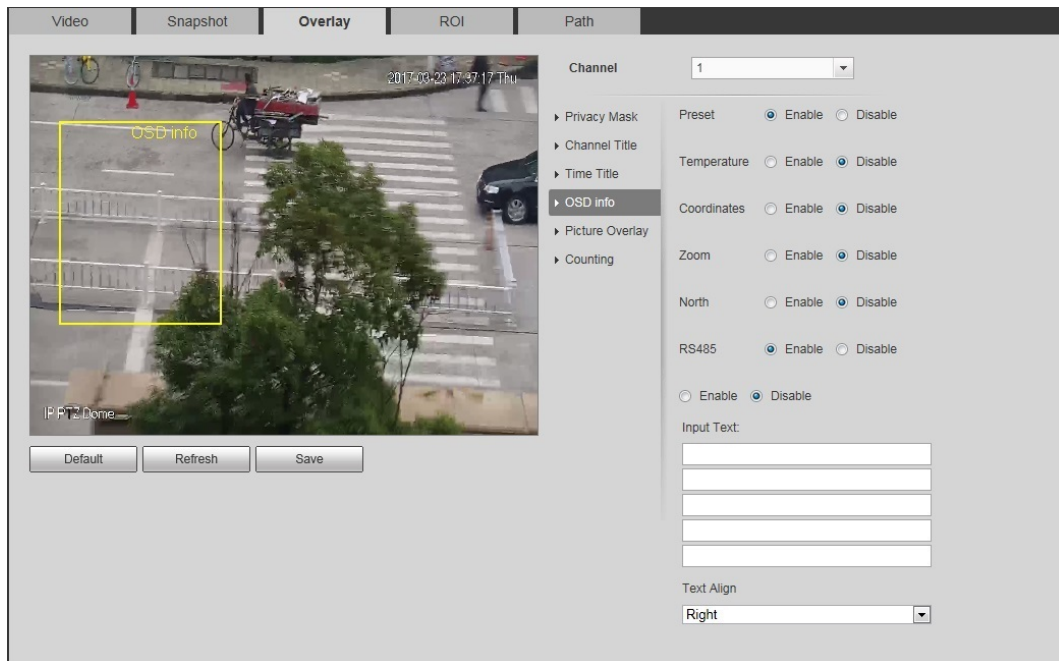 Video Snapshot Overlay ROI Path
2017-03-23 17:37:17 Thu
OSD info
IP PTZ Dome
Default Refresh Save
Channel 1
Privacy Mask
Channel Title
Time Title
OSD info
Picture Overlay
Counting
Preset Enable Disable
Temperature Enable Disable
Coordinates Enable Disable
Zoom Enable Disable
North Enable Disable
RS485 Enable Disable
Enable Disable
Input Text:
Text Align
Right